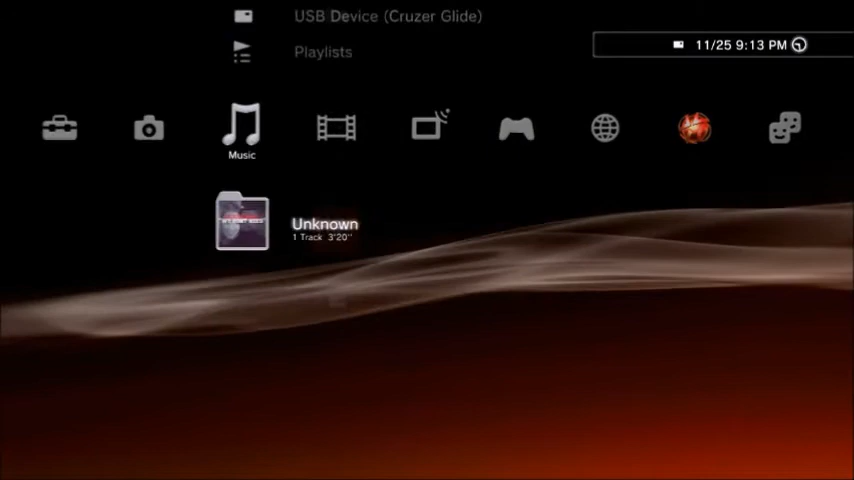 USB Device (Cruzer Glide)
11/25 9:13 PM
Playlists
Music
Unknown
1 Track 3'20"